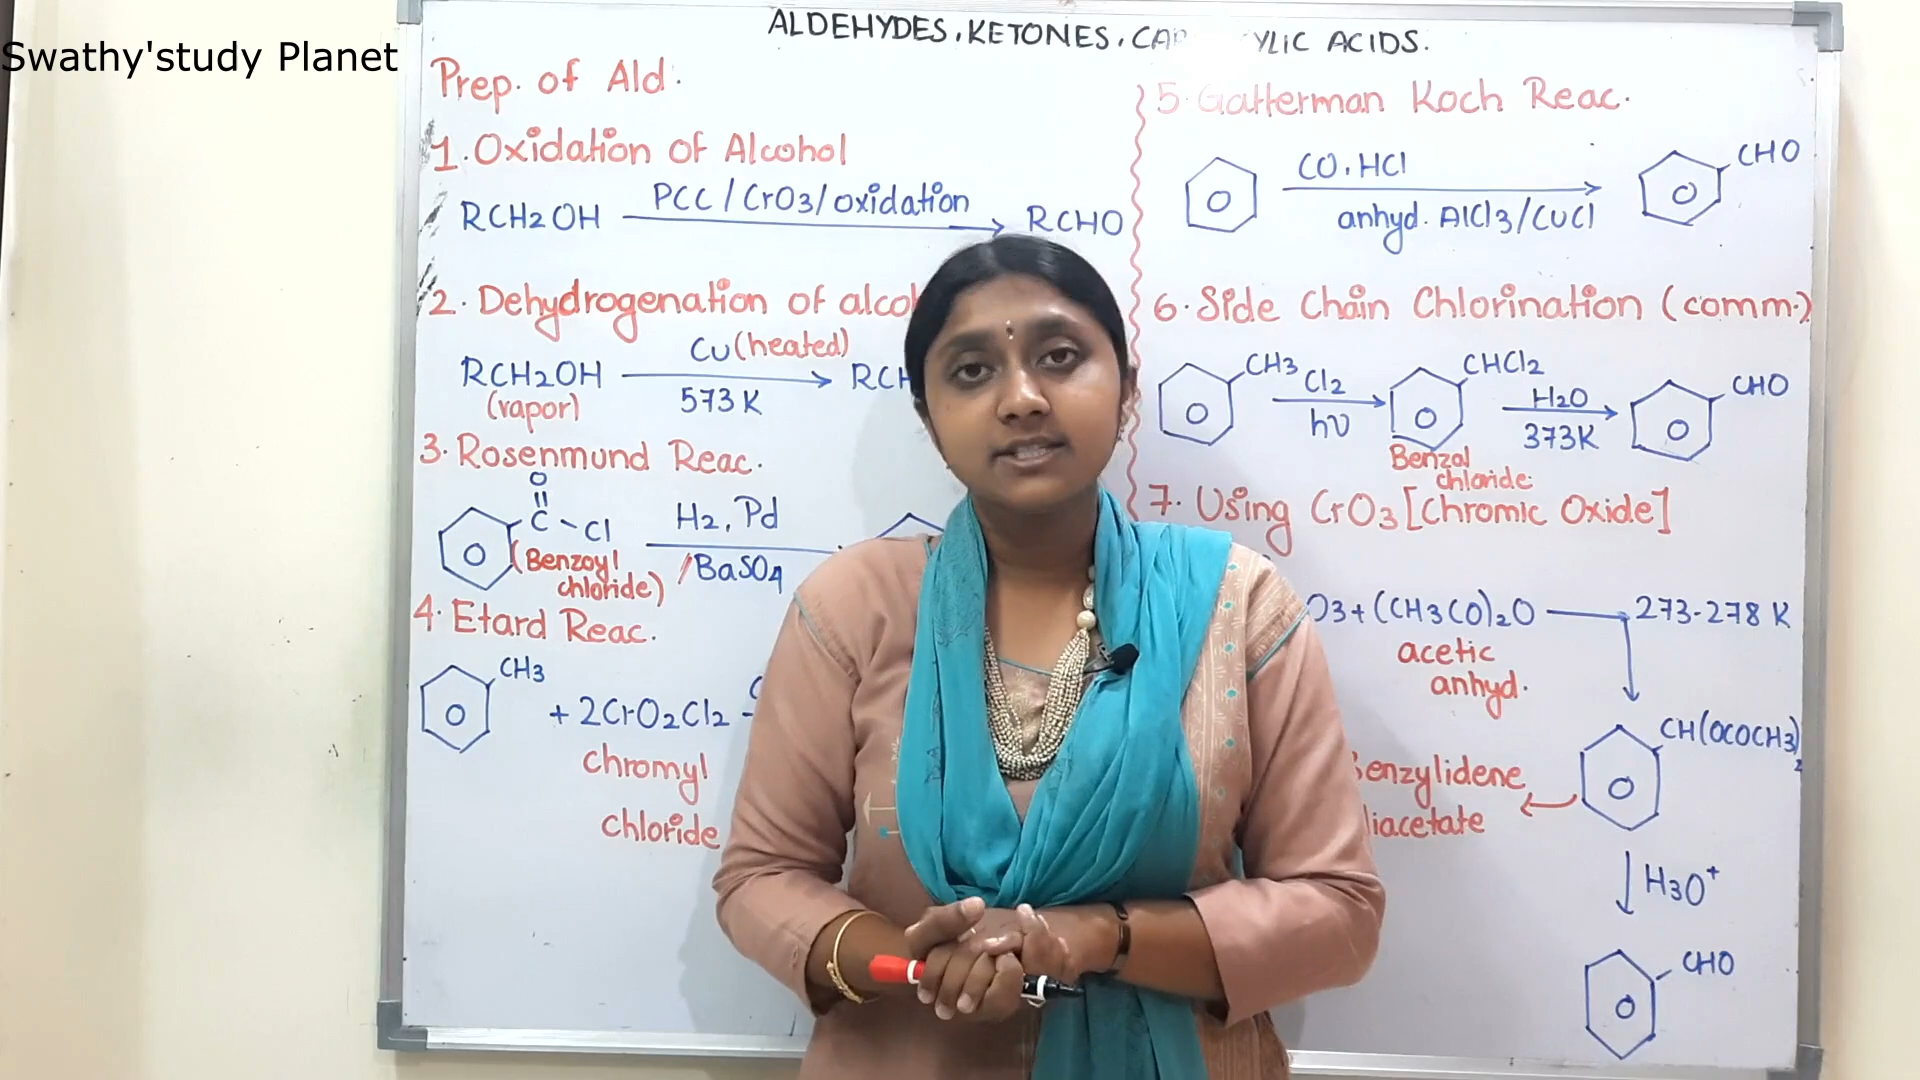 Swathy'study Planet
ALDEHYDES, KETONES, CAR YLIC ACIDS.
Prep. of Ald.
1. Oxidation of Alcohol
RCH2OH PCC / CrO3 / oxidation RCHO
2. Dehydrogenation of alcoh
Cu (heated)
RCH2OH RCH
(vapor) 573 K
3. Rosenmund Reac.
O
C - Cl H2, Pd
(Benzoyl /BaSO4
chloride)
4. Etard Reac.
CH3
+ 2CrO2Cl2
chromyl
chloride
5. Gatterman Koch Reac.
CO, HCl CHO
anhyd. AlCl3/CuCl
6. Side Chain Chlorination (comm.)
CH3 Cl2 CHCl2 H2O CHO
hν 373K
Benzal
chloride
7. Using CrO3 [Chromic Oxide]
O3 + (CH3CO)2O 273-278 K
acetic
anhyd.
CH(OCOCH3)2
enzylidene
iacetate
H3O+
CHO